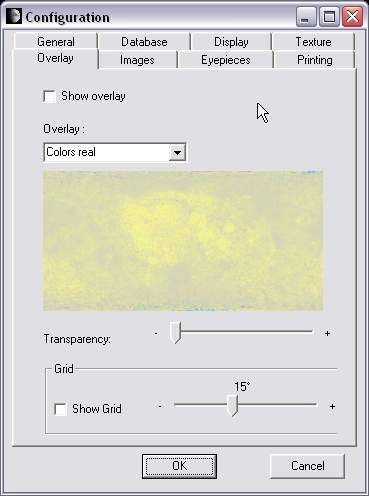 Configuration
General Database Display Texture
Overlay Images Eyepieces Printing
Show overlay
Overlay :
Colors real
Transparency: - +
Grid
15°
Show Grid - +
OK Cancel